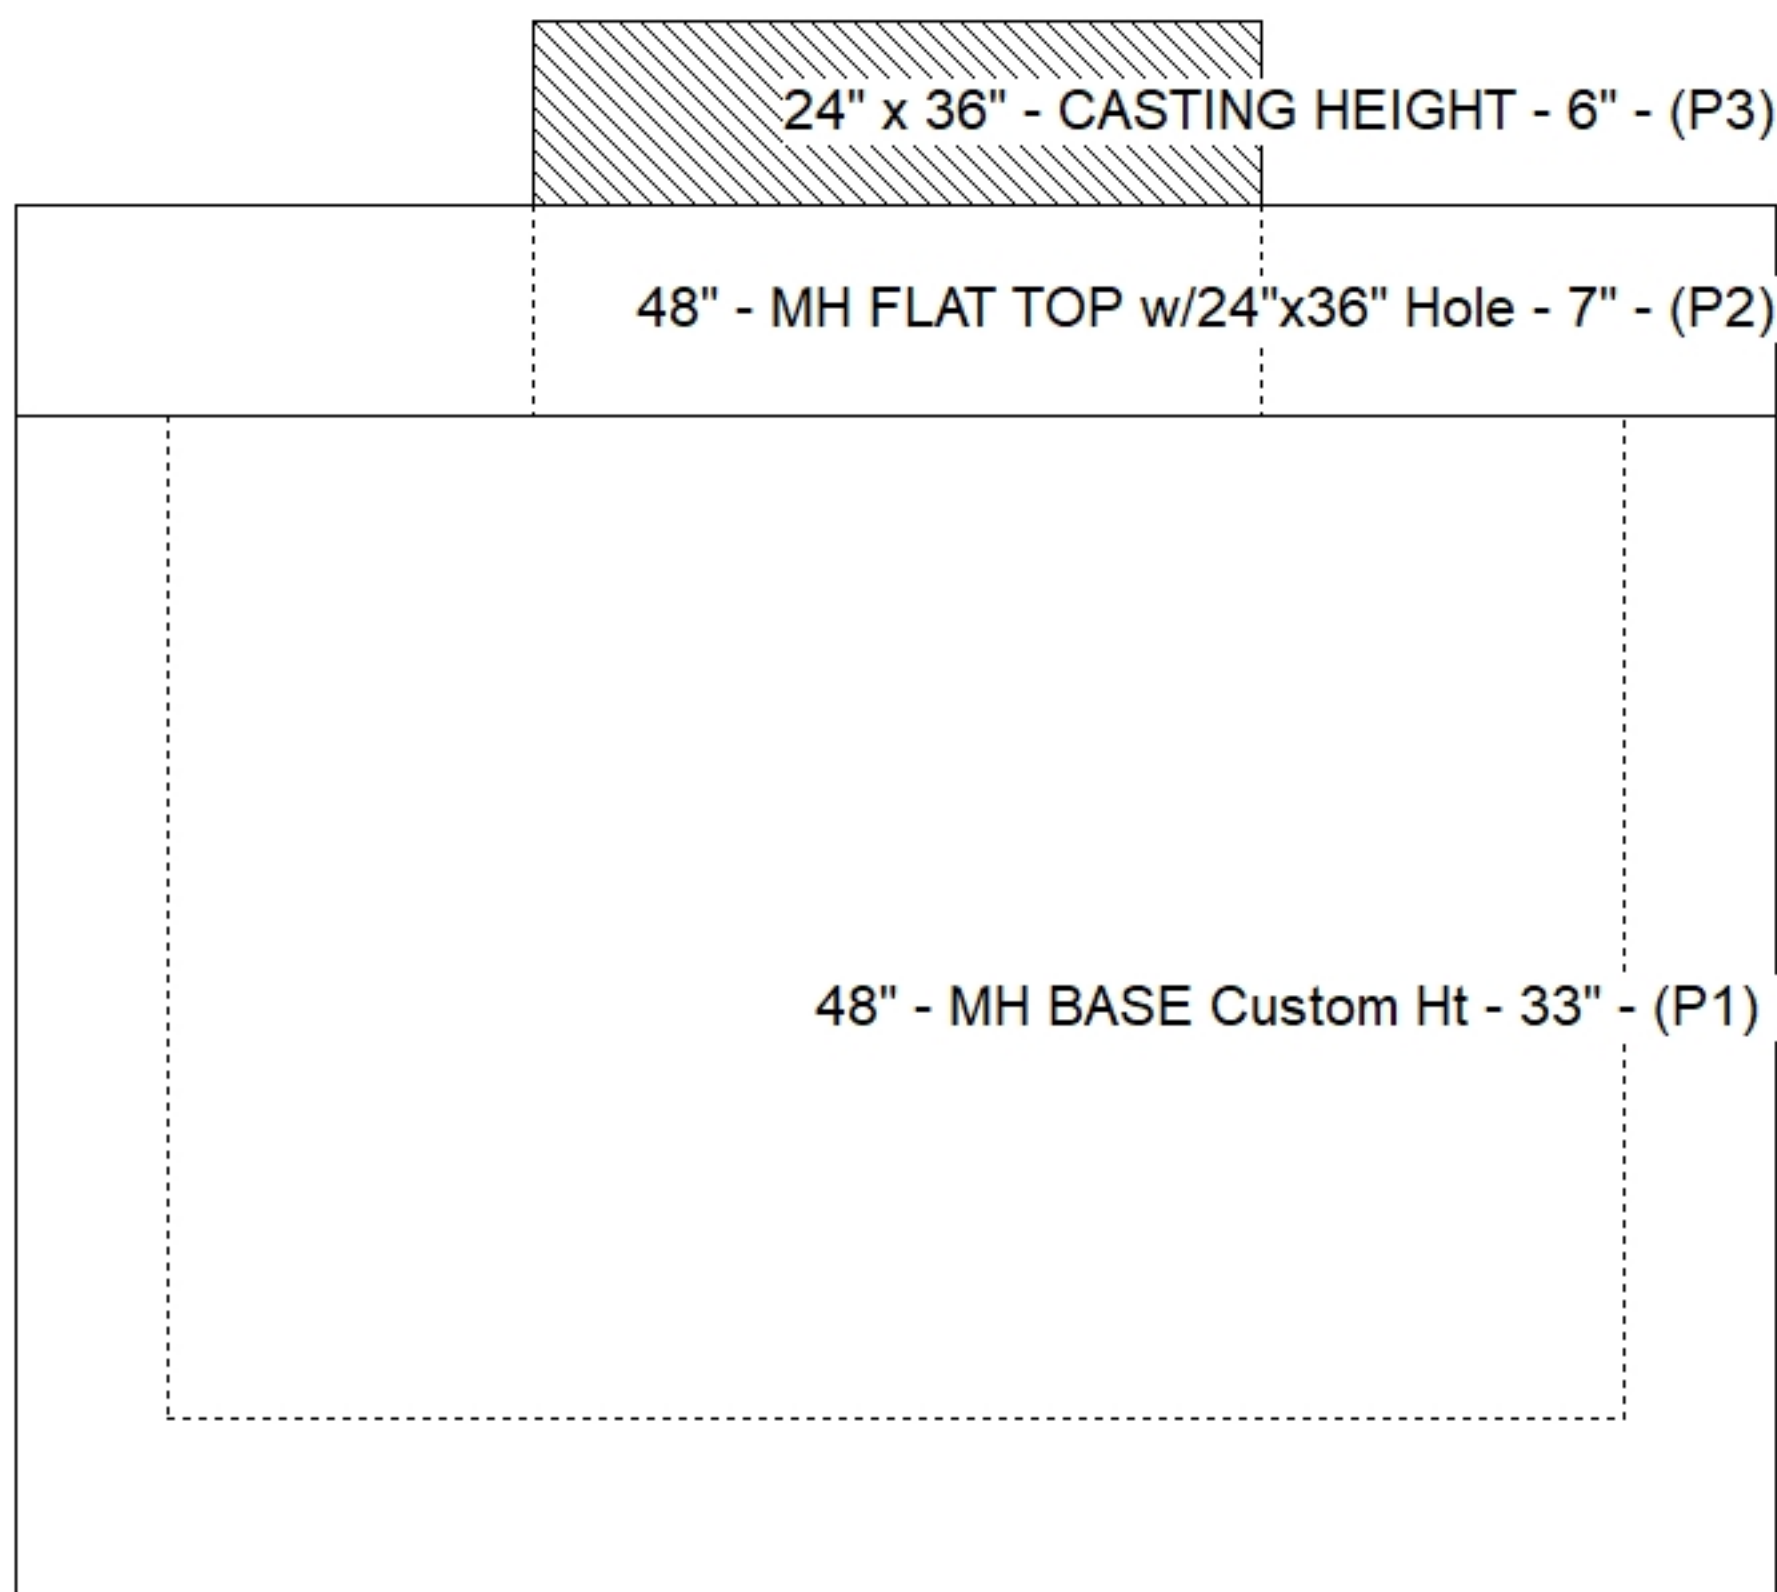 24" x 36" - CASTING HEIGHT - 6" - (P3)
48" - MH FLAT TOP w/24"x36" Hole - 7" - (P2)
48" - MH BASE Custom Ht - 33" - (P1)